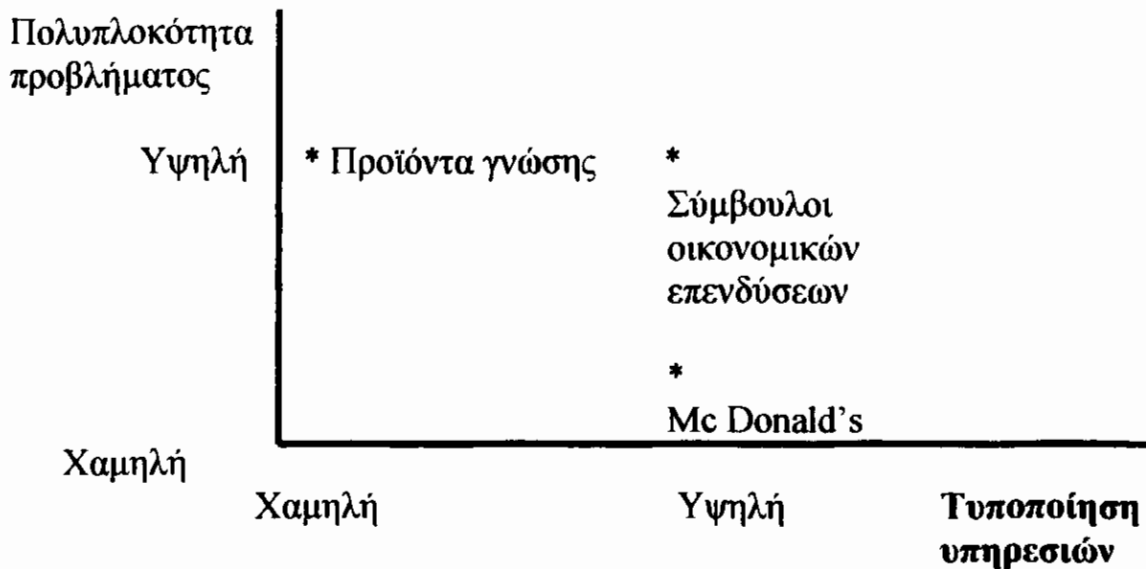 Πολυπλοκότητα
προβλήματος
Υψηλή
* Προϊόντα γνώσης
*
Σύμβουλοι
οικονομικών
επενδύσεων
*
Mc Donald's
Χαμηλή
Χαμηλή
Υψηλή
Τυποποίηση
υπηρεσιών